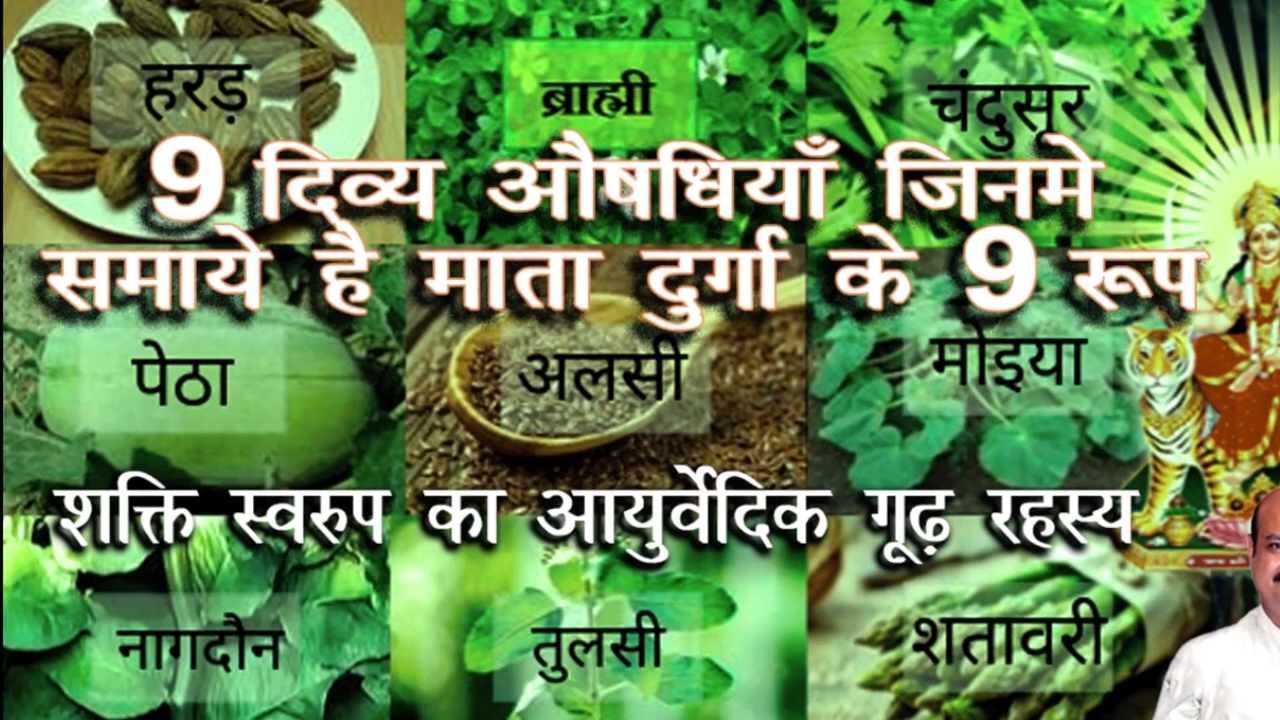 हरड़
ब्राह्मी
चंदुसूर
9 दिव्य औषधियाँ जिनमे
समाये है माता दुर्गा के 9 रूप
पेठा
अलसी
मोइया
शक्ति स्वरुप का आयुर्वेदिक गूढ़ रहस्य
नागदौन
तुलसी
शतावरी